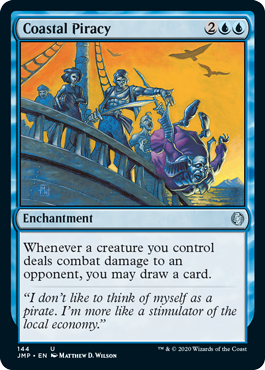 Coastal Piracy 2
Enchantment
Whenever a creature you control
deals combat damage to an
opponent, you may draw a card.
“I don’t like to think of myself as a
pirate. I’m more like a stimulator of the
local economy.”
144 U
JMP • EN MATTHEW D. WILSON ™ & © 2020 Wizards of the Coast